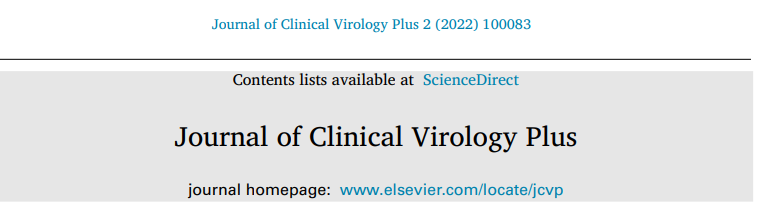 Journal of Clinical Virology Plus 2 (2022) 100083
Contents lists available at ScienceDirect
Journal of Clinical Virology Plus
journal homepage: www.elsevier.com/locate/jcvp